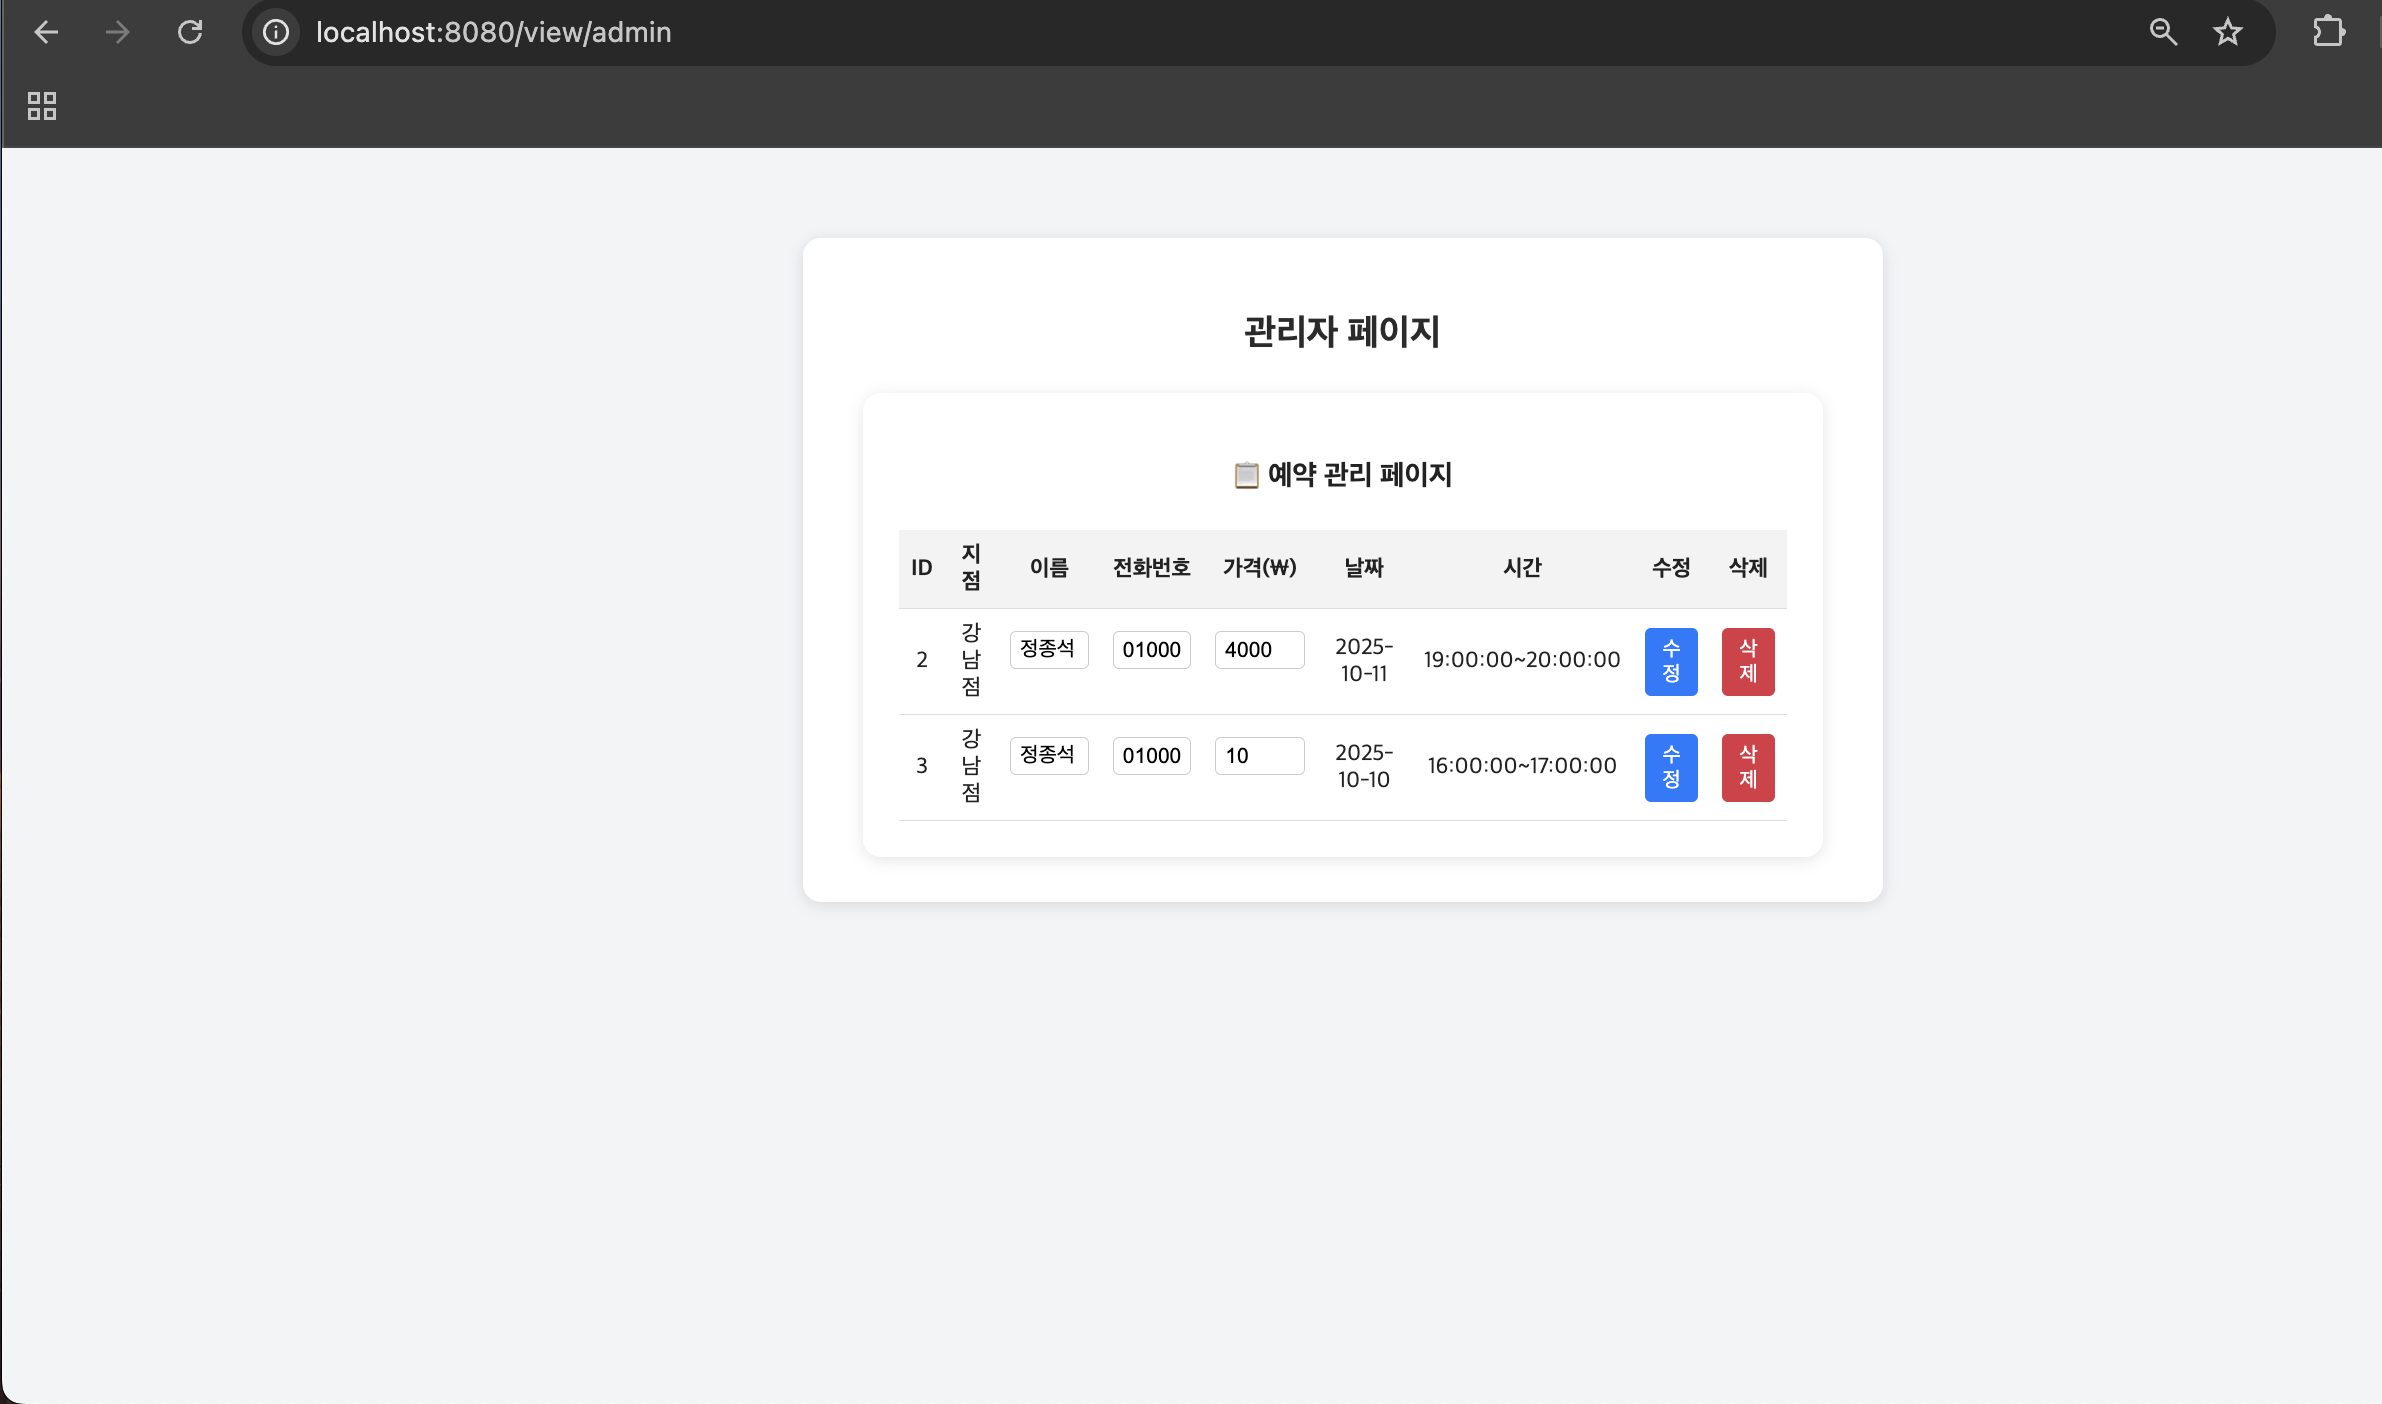 localhost:8080/view/admin
관리자 페이지
📋 예약 관리 페이지
ID 지점 이름 전화번호 가격(₩) 날짜 시간 수정 삭제
2 강남점 정종석 01000 4000 2025-10-11 19:00:00~20:00:00 수정 삭제
3 강남점 정종석 01000 10 2025-10-10 16:00:00~17:00:00 수정 삭제